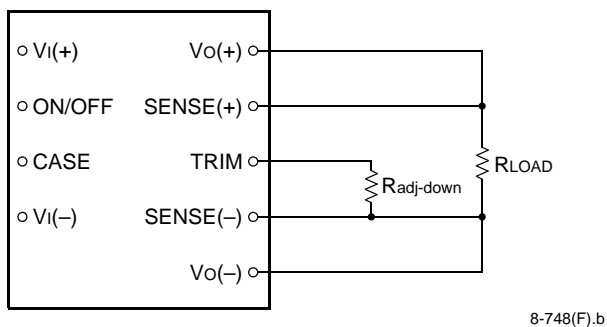 VI(+) VO(+)
ON/OFF SENSE(+)
CASE TRIM RLOAD
Radj-down
VI(–) SENSE(–)
VO(–)
8-748(F).b